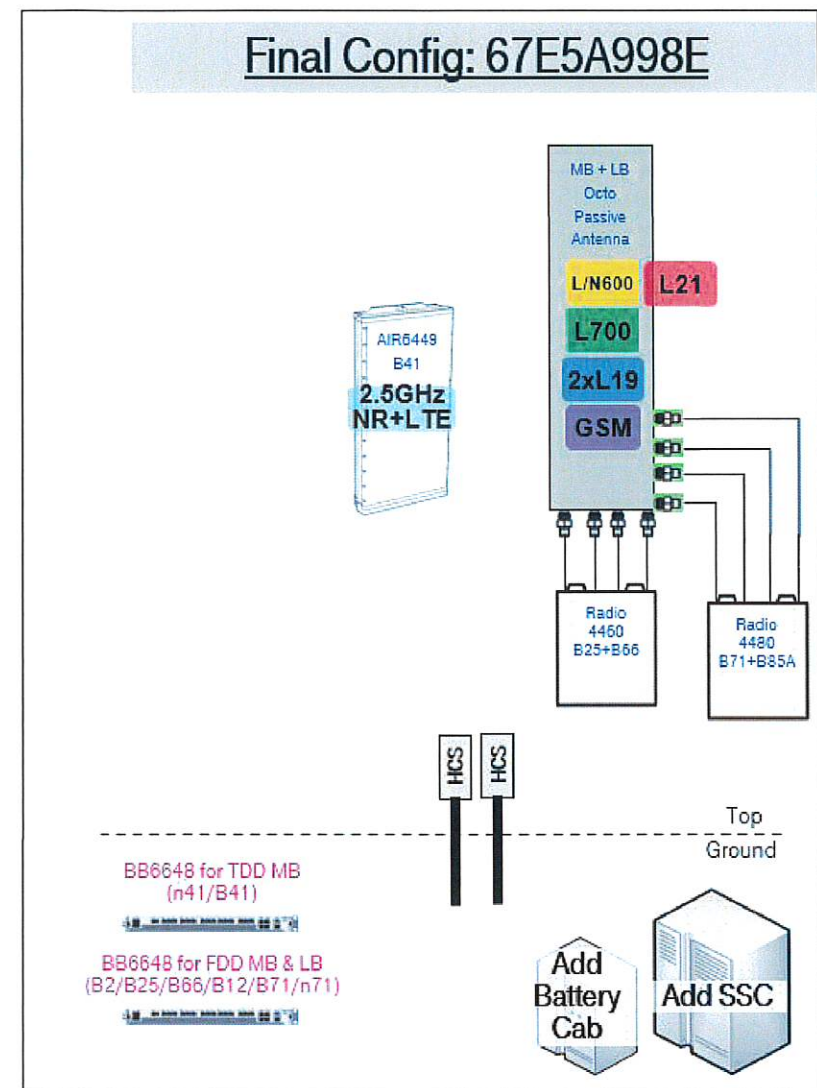 Final Config: 67E5A998E
MB + LB
Octo
Passive
Antenna
L/N600
L21
L700
2xL19
GSM
AIR6449
B41
2.5GHz
NR+LTE
Radio
4460
B25+B66
Radio
4480
B71+B85A
HCS
HCS
Top
Ground
BB6648 for TDD MB
(n41/B41)
BB6648 for FDD MB & LB
(B2/B25/B66/B12/B71/n71)
Add
Battery
Cab
Add SSC